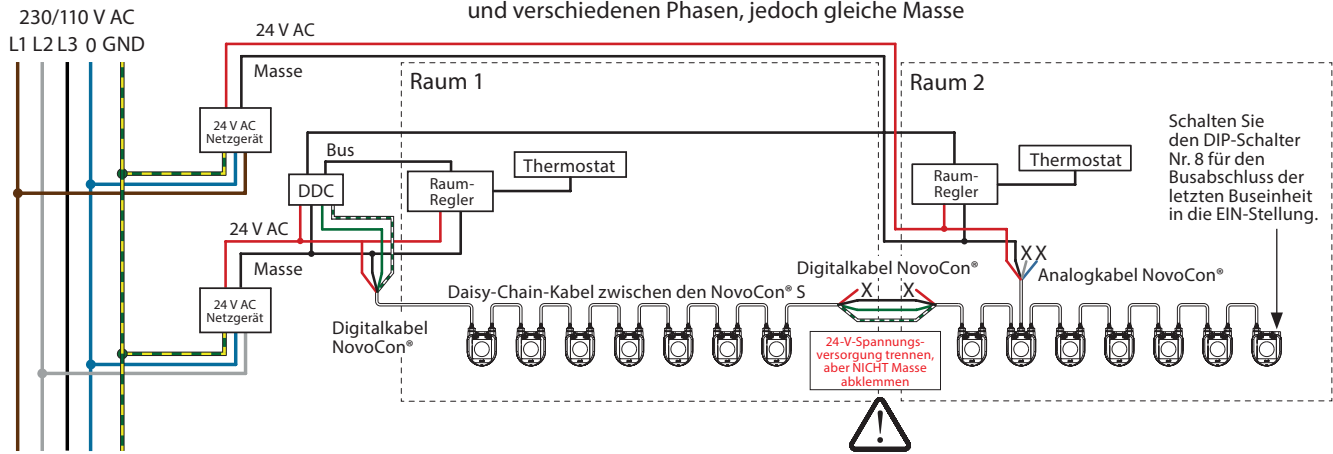 und verschiedenen Phasen, jedoch gleiche Masse
230/110 V AC
L1 L2 L3 0 GND
24 V AC
Masse
24 V AC
Netzgerät
Raum 1
Raum 2
Bus
DDC
Raum-
Regler
Thermostat
Raum-
Regler
Thermostat
Schalten Sie
den DIP-Schalter
Nr. 8 für den
Busabschluss der
letzten Buseinheit
in die EIN-Stellung.
24 V AC
Masse
24 V AC
Netzgerät
Digitalkabel
NovoCon®
Daisy-Chain-Kabel zwischen den NovoCon® S
Digitalkabel NovoCon®
X X
X X
Analogkabel NovoCon®
24-V-Spannungs-
versorgung trennen,
aber NICHT Masse
abklemmen
!